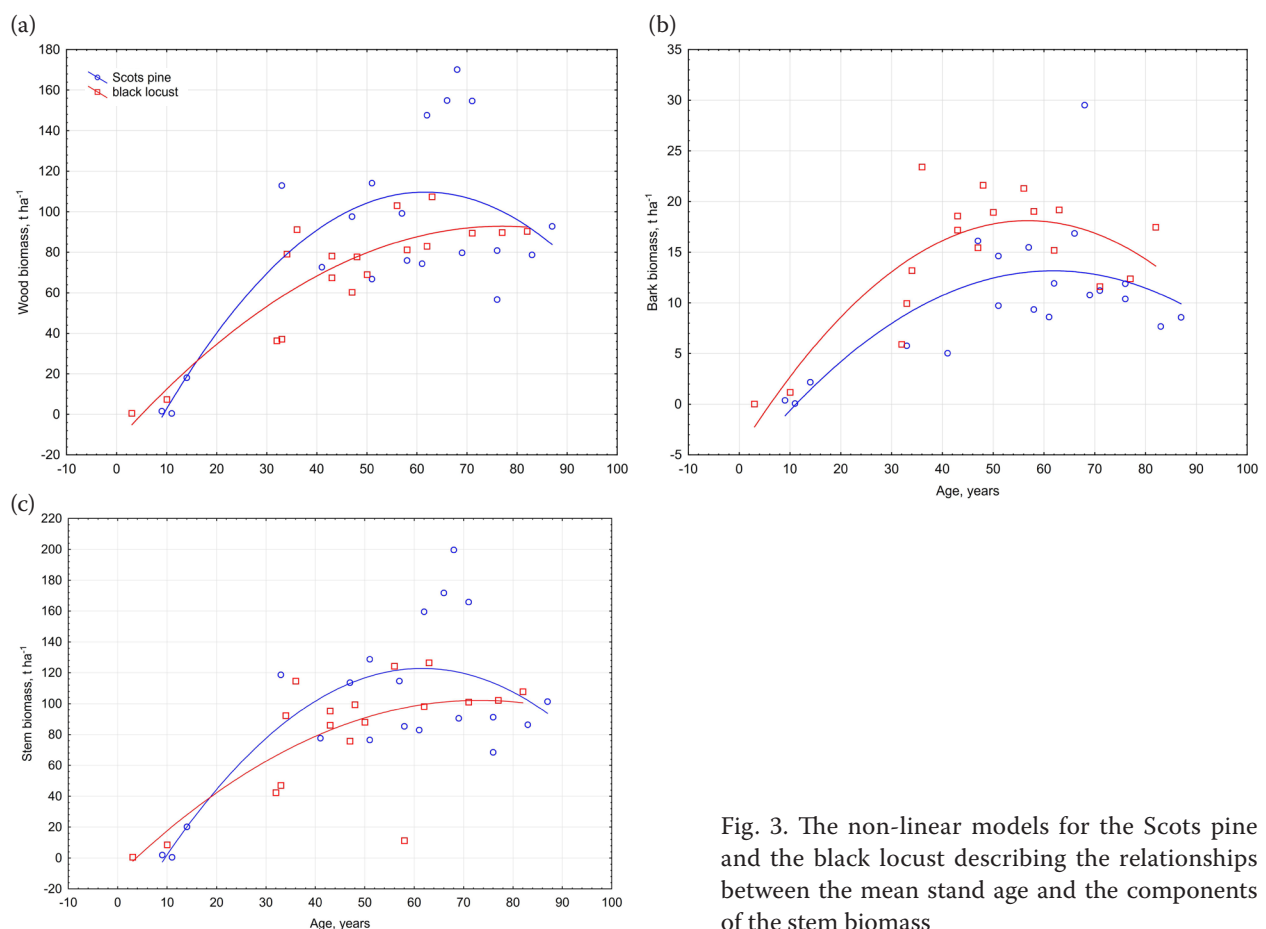 (a)
180
160
140
120
100
80
60
40
20
0
-20
Wood biomass, t ha⁻¹
Scots pine
black locust
-10 0 10 20 30 40 50 60 70 80 90 100
(b)
35
30
25
20
15
10
5
0
-5
Bark biomass, t ha⁻¹
-10 0 10 20 30 40 50 60 70 80 90 100
Age, years
(c)
220
200
180
160
140
120
100
80
60
40
20
0
-20
Stem biomass, t ha⁻¹
-10 0 10 20 30 40 50 60 70 80 90 100
Age, years
Fig. 3. The non-linear models for the Scots pine
and the black locust describing the relationships
between the mean stand age and the components
of the stem biomass